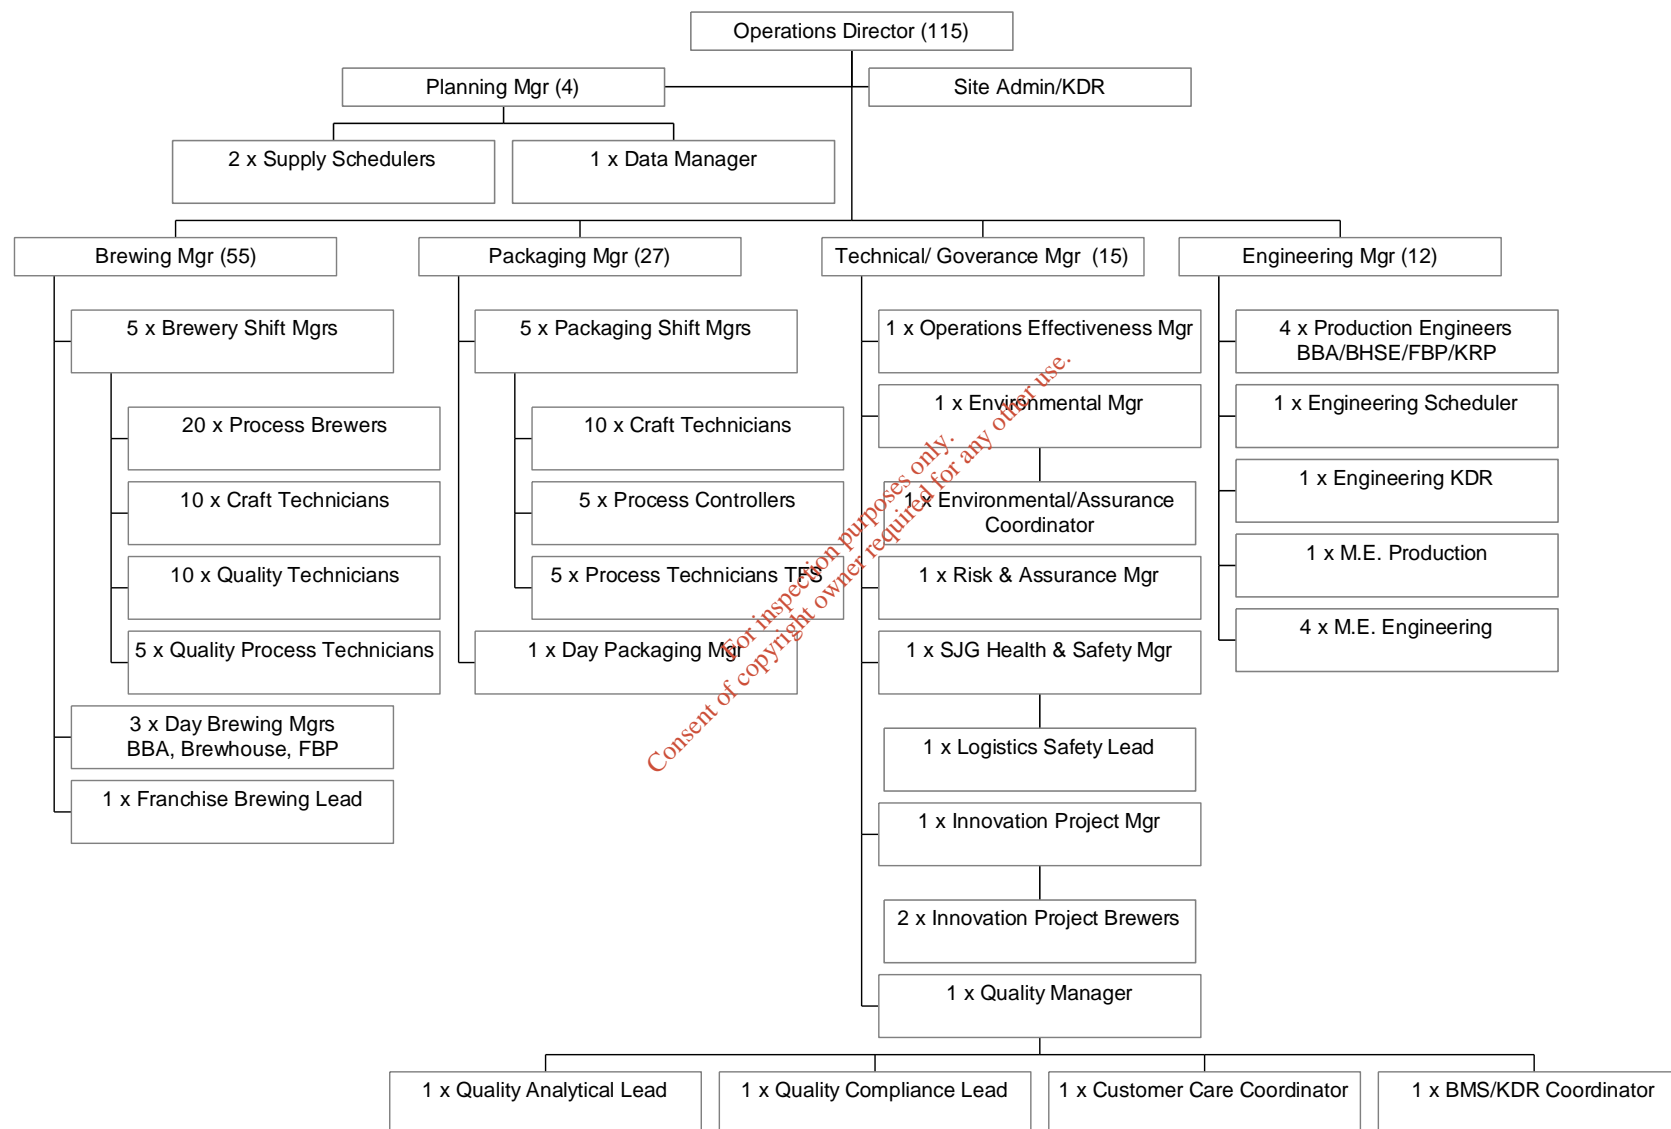 Operations Director (115)
Planning Mgr (4)
Site Admin/KDR
2 x Supply Schedulers
1 x Data Manager
Brewing Mgr (55)
Packaging Mgr (27)
Technical/ Goverance Mgr (15)
Engineering Mgr (12)
5 x Brewery Shift Mgrs
20 x Process Brewers
10 x Craft Technicians
10 x Quality Technicians
5 x Quality Process Technicians
3 x Day Brewing Mgrs
BBA, Brewhouse, FBP
1 x Franchise Brewing Lead
5 x Packaging Shift Mgrs
10 x Craft Technicians
5 x Process Controllers
5 x Process Technicians TFS
1 x Day Packaging Mgr
1 x Operations Effectiveness Mgr
1 x Environmental Mgr
1 x Environmental/Assurance
Coordinator
1 x Risk & Assurance Mgr
1 x SJG Health & Safety Mgr
1 x Logistics Safety Lead
1 x Innovation Project Mgr
2 x Innovation Project Brewers
1 x Quality Manager
1 x Quality Analytical Lead
1 x Quality Compliance Lead
1 x Customer Care Coordinator
1 x BMS/KDR Coordinator
4 x Production Engineers
BBA/BHSE/FBP/KRP
1 x Engineering Scheduler
1 x Engineering KDR
1 x M.E. Production
4 x M.E. Engineering
For inspection purposes only.
Consent of copyright owner required for any other use.